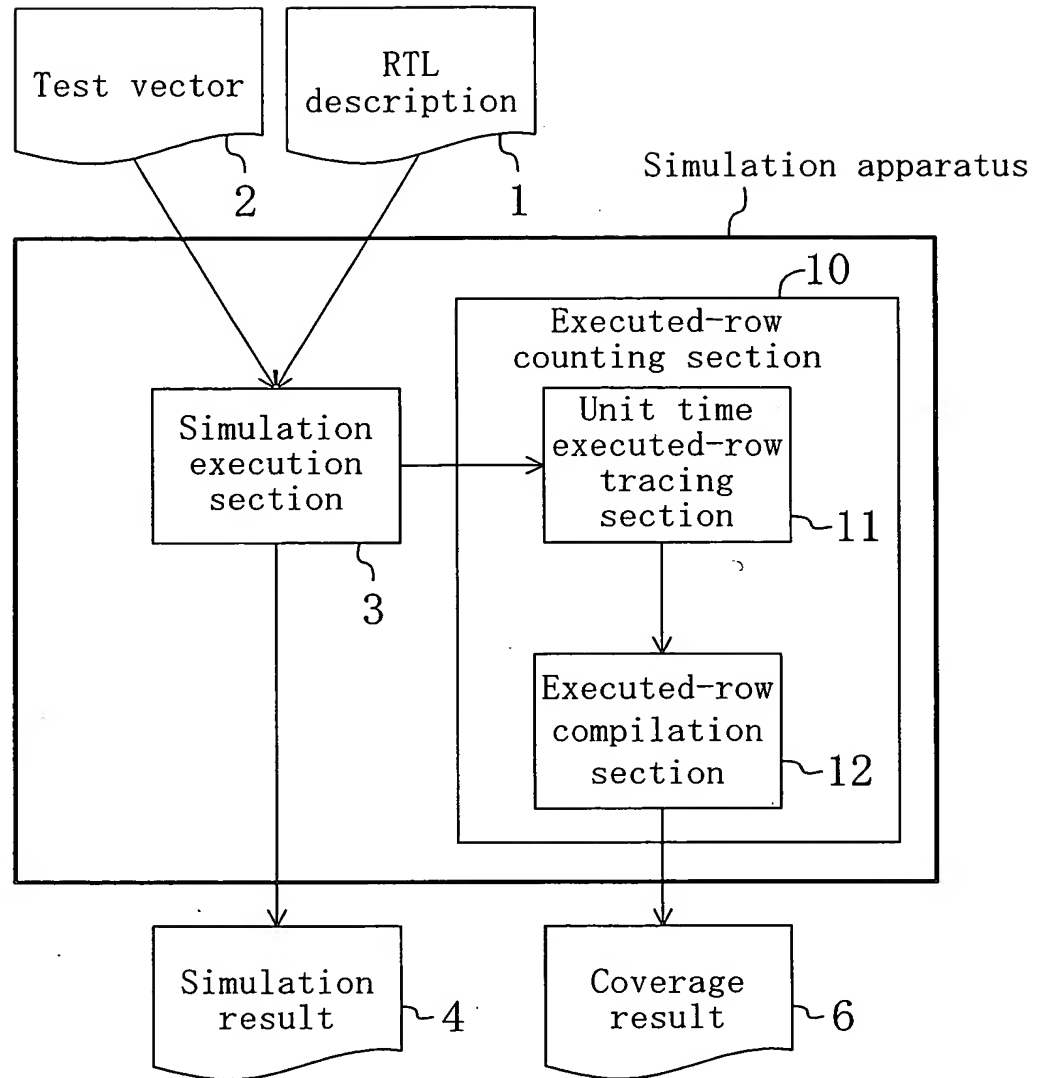 Test vector
RTL
description
2
1
Simulation apparatus
10
Executed-row
counting section
Simulation
execution
section
3
Unit time
executed-row
tracing
section
11
Executed-row
compilation
section
12
Simulation
result
4
Coverage
result
6